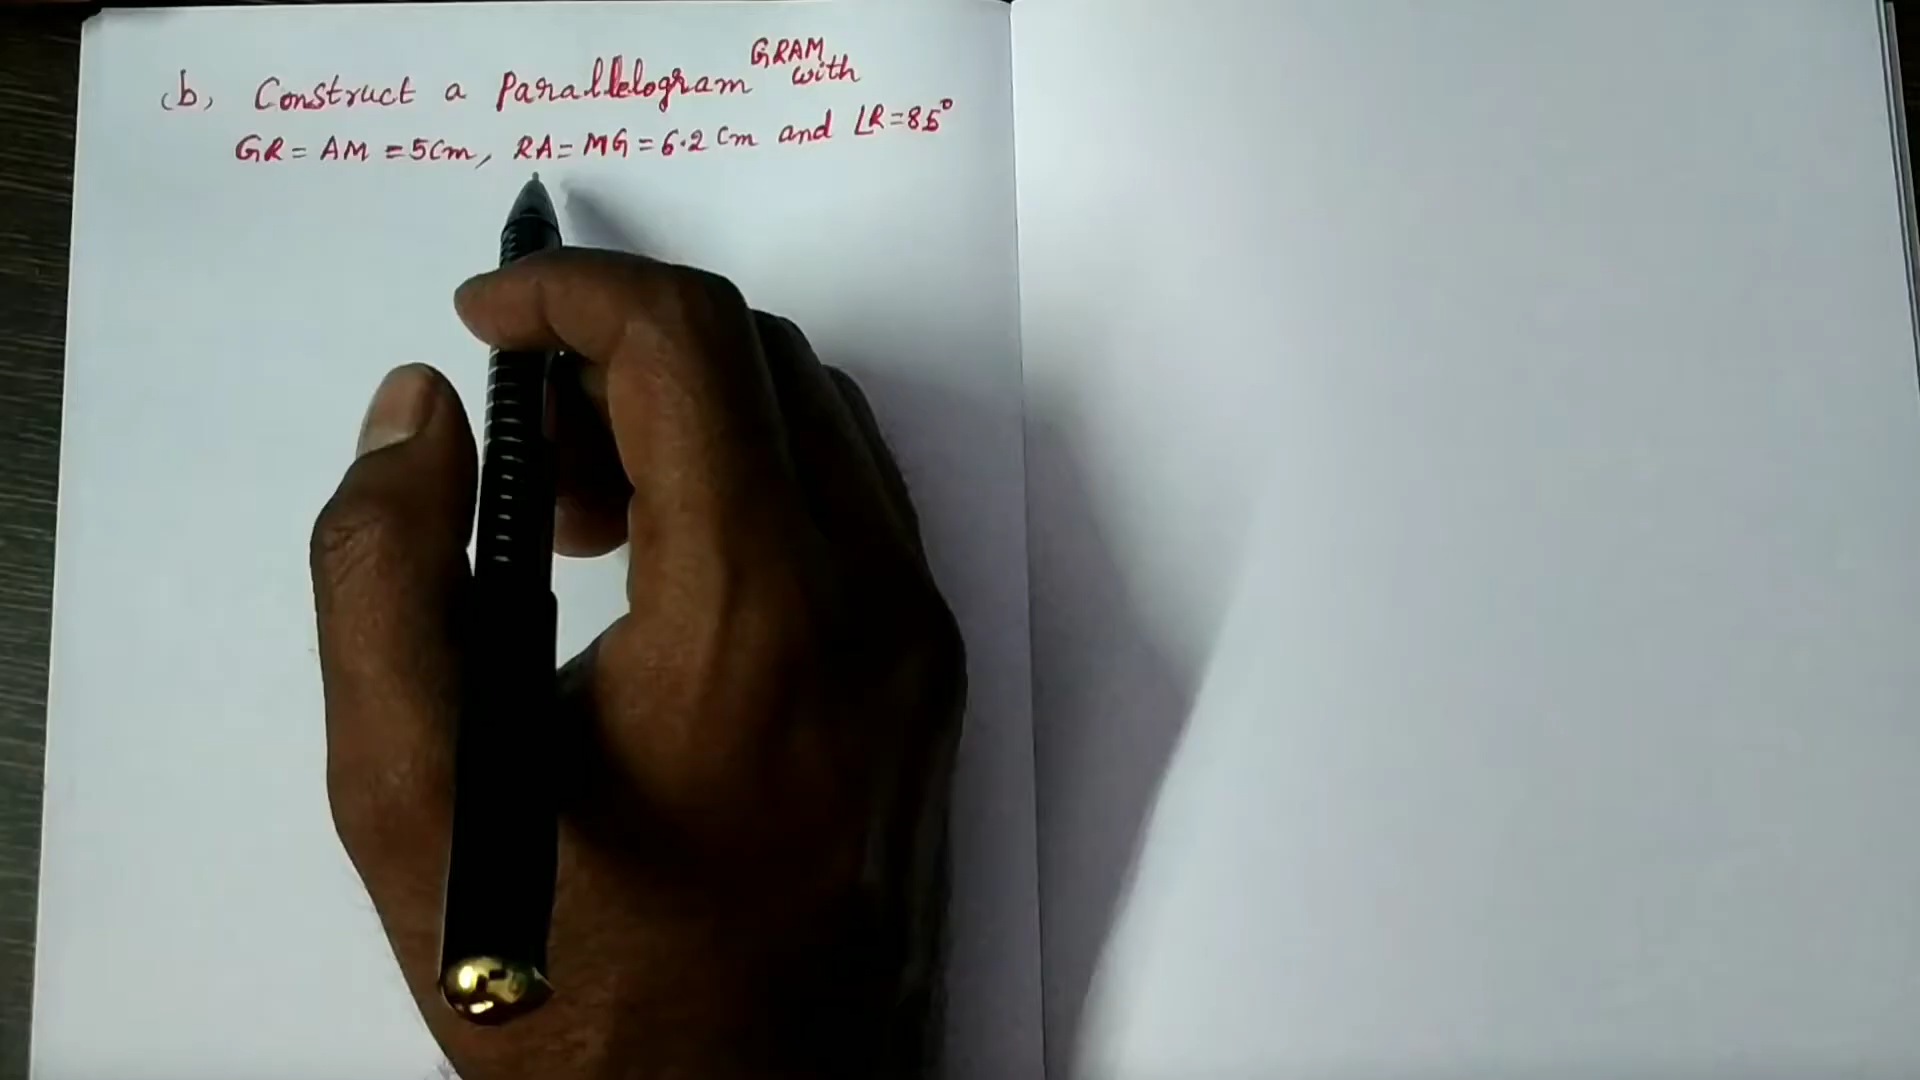 (b), Construct a Parallelogram GRAM with
GR = AM = 5cm, RA = MG = 6.2 cm and ∠R = 85°